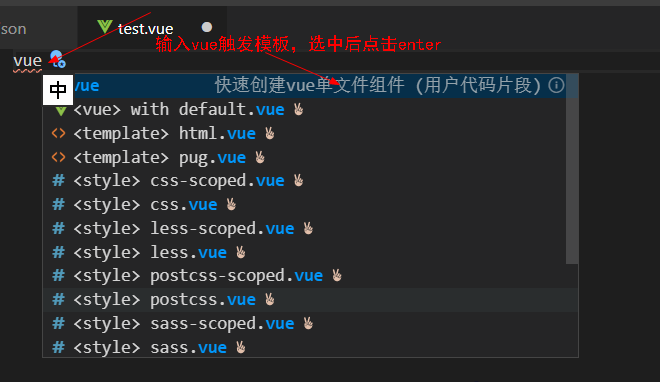 son
test.vue
输入vue触发模板，选中后点击enter
vue
中
vue 快速创建vue单文件组件 (用户代码片段)
<vue> with default.vue ✌
<template> html.vue ✌
<template> pug.vue ✌
# <style> css-scoped.vue ✌
# <style> css.vue ✌
# <style> less-scoped.vue ✌
# <style> less.vue ✌
# <style> postcss-scoped.vue ✌
# <style> postcss.vue ✌
# <style> sass-scoped.vue ✌
# <style> sass.vue ✌